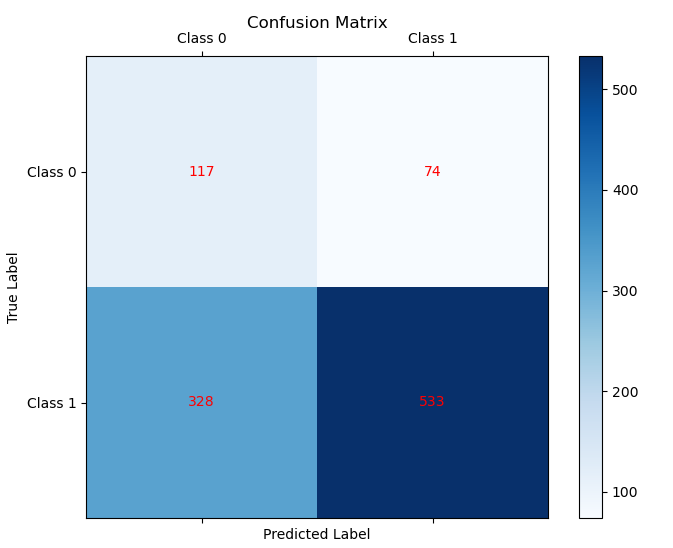 Confusion Matrix
Class 0 Class 1
500
Class 0 117 74
400
True Label
300
Class 1 328 533
200
100
Predicted Label